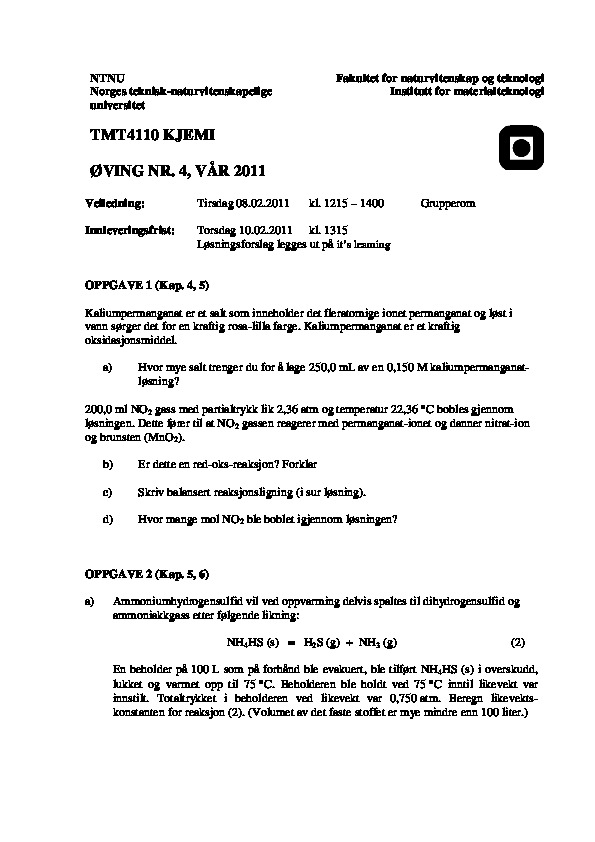 NTNU Fakultet for naturvitenskap og teknologi
Norges teknisk-naturvitenskapelige Institutt for materialteknologi
universitet
TMT4110 KJEMI
ØVING NR. 4, VÅR 2011
Veiledning: Tirsdag 08.02.2011 kl. 1215 – 1400 Grupperom
Innleveringsfrist: Torsdag 10.02.2011 kl. 1315
Løsningsforslag legges ut på it's learning
OPPGAVE 1 (Kap. 4, 5)
Kaliumpermanganat er et salt som inneholder det fleratomige ionet permanganat og løst i
vann sørger det for en kraftig rosa-lilla farge. Kaliumpermanganat er et kraftig
oksidasjonsmiddel.
a) Hvor mye salt trenger du for å lage 250,0 mL av en 0,150 M kaliumpermanganat-
løsning?
200,0 ml NO₂ gass med partialtrykk lik 2,36 atm og temperatur 22,36 °C bobles gjennom
løsningen. Dette fører til at NO₂ gassen reagerer med permanganat-ionet og danner nitrat-ion
og brunsten (MnO₂).
b) Er dette en red-oks-reaksjon? Forklar
c) Skriv balansert reaksjonsligning (i sur løsning).
d) Hvor mange mol NO₂ ble boblet igjennom løsningen?
OPPGAVE 2 (Kap. 5, 6)
a) Ammoniumhydrogensulfid vil ved oppvarming delvis spaltes til dihydrogensulfid og
ammoniakkgass etter følgende likning:
NH₄HS (s) = H₂S (g) + NH₃ (g) (2)
En beholder på 100 L som på forhånd ble evakuert, ble tilført NH₄HS (s) i overskudd,
lukket og varmet opp til 75 °C. Beholderen ble holdt ved 75 °C inntil likevekt var
innstilt. Totaltrykket i beholderen ved likevekt var 0,750 atm. Beregn likevekts-
konstanten for reaksjon (2). (Volumet av det faste stoffet er mye mindre enn 100 liter.)